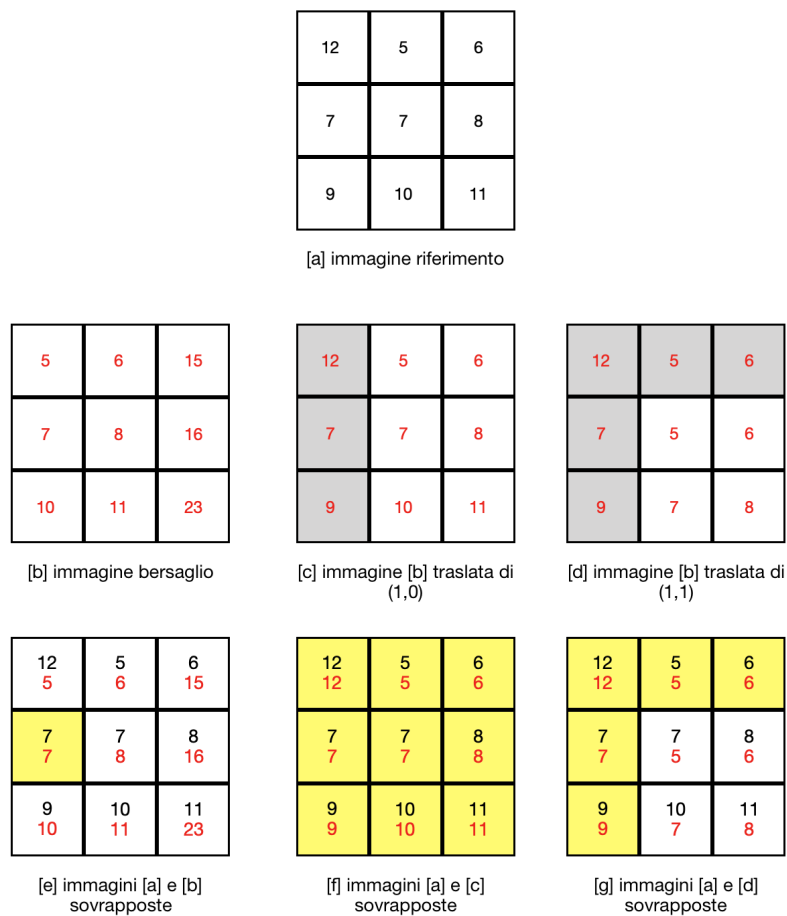 12 5 6
7 7 8
9 10 11
[a] immagine riferimento
5 6 15
7 8 16
10 11 23
[b] immagine bersaglio
12 5 6
7 7 8
9 10 11
[c] immagine [b] traslata di
(1,0)
12 5 6
7 5 6
9 7 8
[d] immagine [b] traslata di
(1,1)
12 5 6
5 6 15
7 7 8
7 8 16
9 10 11
10 11 23
[e] immagini [a] e [b]
sovrapposte
12 5 6
12 5 6
7 7 8
7 7 8
9 10 11
9 10 11
[f] immagini [a] e [c]
sovrapposte
12 5 6
12 5 6
7 7 8
7 5 6
9 10 11
9 7 8
[g] immagini [a] e [d]
sovrapposte